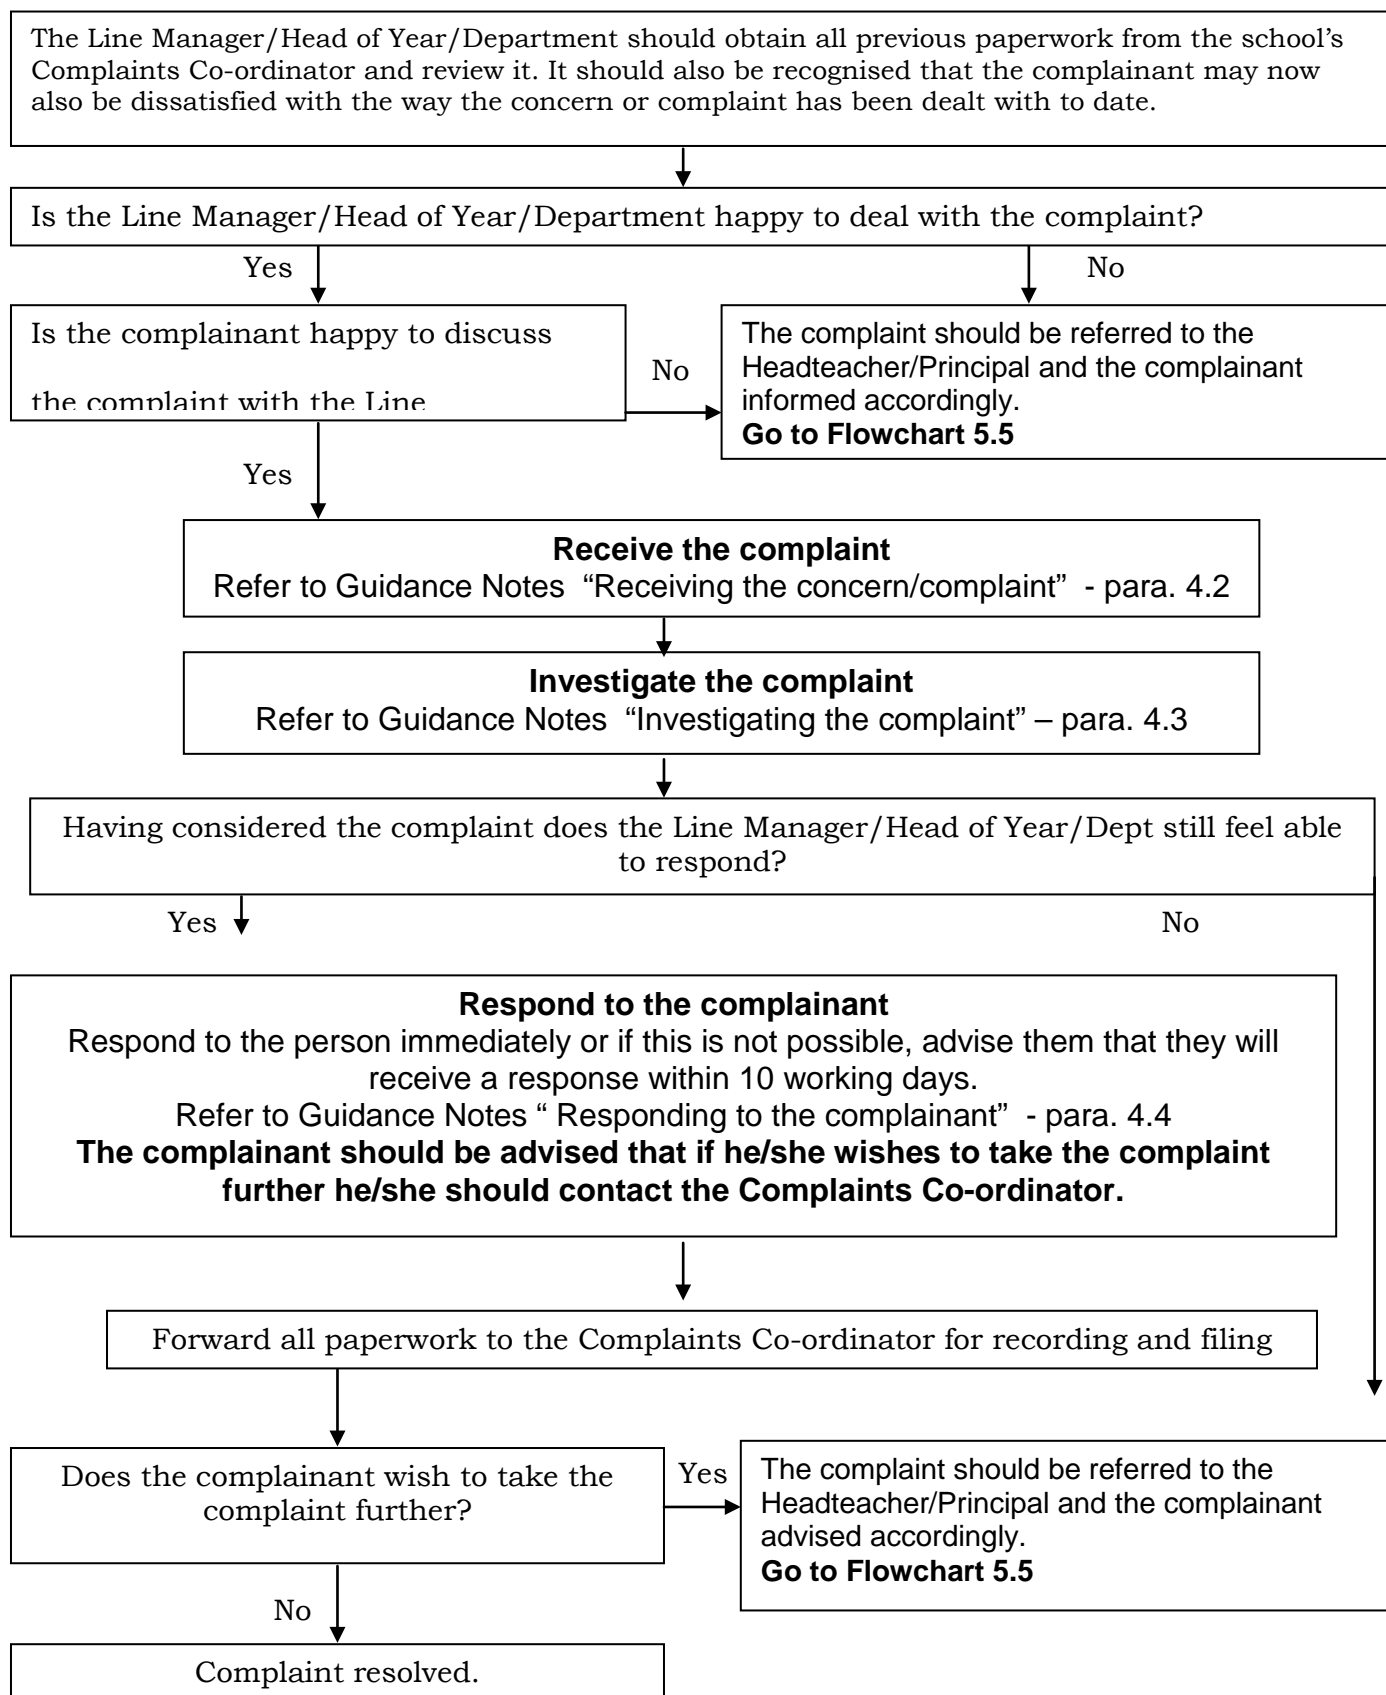 The Line Manager/Head of Year/Department should obtain all previous paperwork from the school’s
Complaints Co-ordinator and review it. It should also be recognised that the complainant may now
also be dissatisfied with the way the concern or complaint has been dealt with to date.
Is the Line Manager/Head of Year/Department happy to deal with the complaint?
Yes
No
Is the complainant happy to discuss
the complaint with the Line
No
The complaint should be referred to the
Headteacher/Principal and the complainant
informed accordingly.
Go to Flowchart 5.5
Yes
Receive the complaint
Refer to Guidance Notes “Receiving the concern/complaint” - para. 4.2
Investigate the complaint
Refer to Guidance Notes “Investigating the complaint” – para. 4.3
Having considered the complaint does the Line Manager/Head of Year/Dept still feel able
to respond?
Yes
No
Respond to the complainant
Respond to the person immediately or if this is not possible, advise them that they will
receive a response within 10 working days.
Refer to Guidance Notes “ Responding to the complainant” - para. 4.4
The complainant should be advised that if he/she wishes to take the complaint
further he/she should contact the Complaints Co-ordinator.
Forward all paperwork to the Complaints Co-ordinator for recording and filing
Does the complainant wish to take the
complaint further?
Yes
The complaint should be referred to the
Headteacher/Principal and the complainant
advised accordingly.
Go to Flowchart 5.5
No
Complaint resolved.